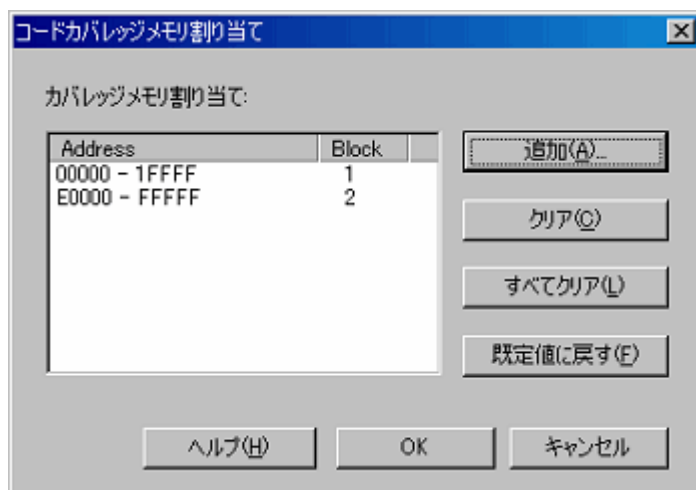 コードカバレッジメモリ割り当て
カバレッジメモリ割り当て:
Address Block
00000 - 1FFFF 1
E0000 - FFFFF 2
追加(A)...
クリア(C)
すべてクリア(L)
既定値に戻す(F)
ヘルプ(H) OK キャンセル